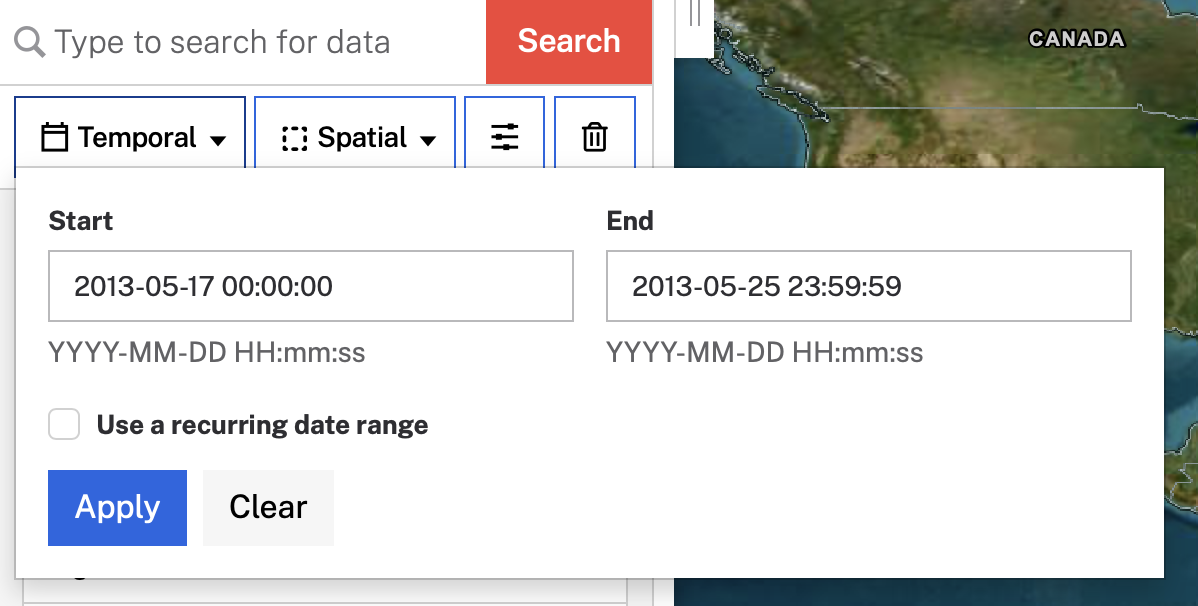 Type to search for data
Search
CANADA
Temporal
Spatial
Start
End
2013-05-17 00:00:00
2013-05-25 23:59:59
YYYY-MM-DD HH:mm:ss
YYYY-MM-DD HH:mm:ss
Use a recurring date range
Apply
Clear